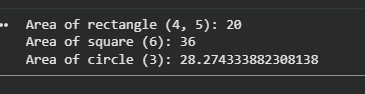 Area of rectangle (4, 5): 20
Area of square (6): 36
Area of circle (3): 28.274333882308138